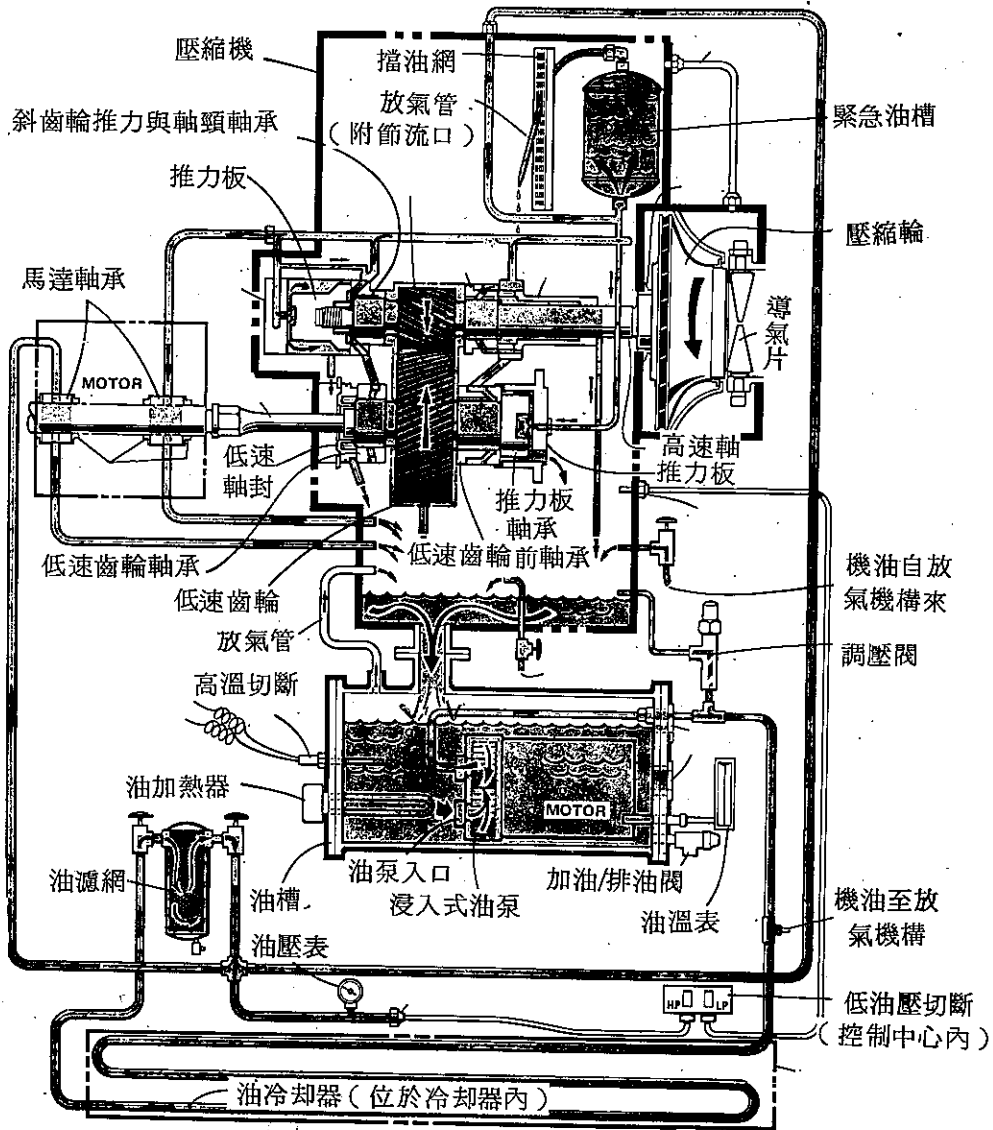 壓縮機
擋油網
斜齒輪推力與軸頸軸承
放氣管
（附節流口）
緊急油槽
推力板
壓縮輪
馬達軸承
導氣片
MOTOR
低速
軸封
高速軸
推力板
推力板
軸承
低速齒輪軸承
低速齒輪前軸承
低速齒輪
機油自放
氣機構來
放氣管
調壓閥
高溫切斷
油加熱器
MOTOR
油濾網
油槽
油泵入口
浸入式油泵
加油/排油閥
油溫表
機油至放
氣機構
油壓表
HP LP
低油壓切斷
（控制中心內）
油冷却器（位於冷却器內）